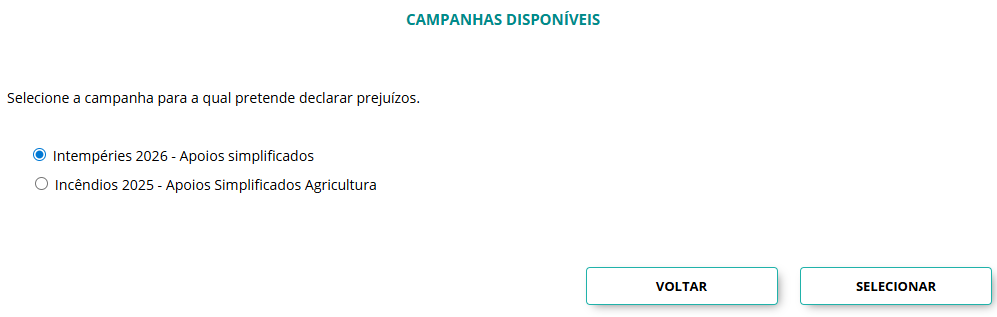 CAMPANHAS DISPONÍVEIS
Selecione a campanha para a qual pretende declarar prejuízos.
Intempéries 2026 - Apoios simplificados
Incêndios 2025 - Apoios Simplificados Agricultura
VOLTAR
SELECIONAR